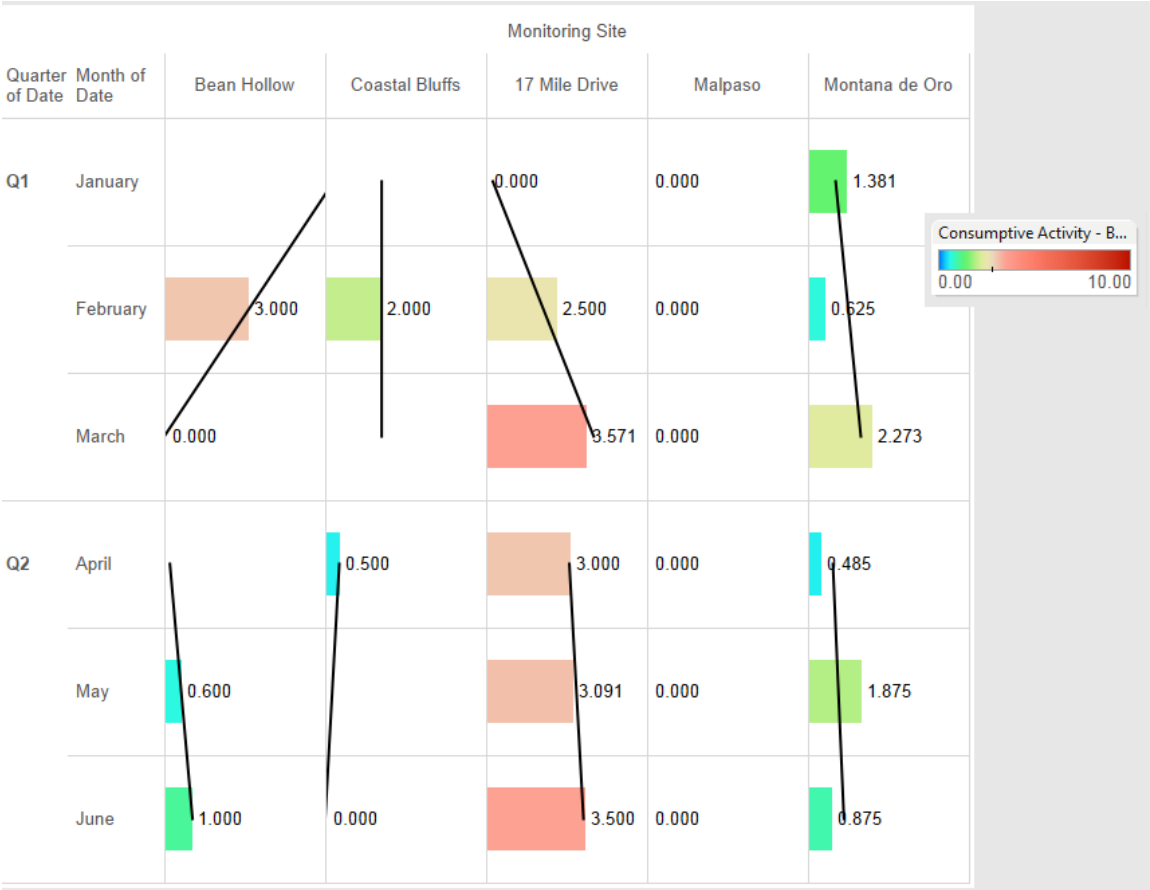 Monitoring Site
Quarter of Date Month of Date Bean Hollow Coastal Bluffs 17 Mile Drive Malpaso Montana de Oro
Q1 January 0.000 0.000 1.381
February 3.000 2.000 2.500 0.000 0.625
March 0.000 3.571 0.000 2.273
Q2 April 0.500 3.000 0.000 0.485
May 0.600 3.091 0.000 1.875
June 1.000 0.000 3.500 0.000 0.875
Consumptive Activity - B...
0.00 10.00